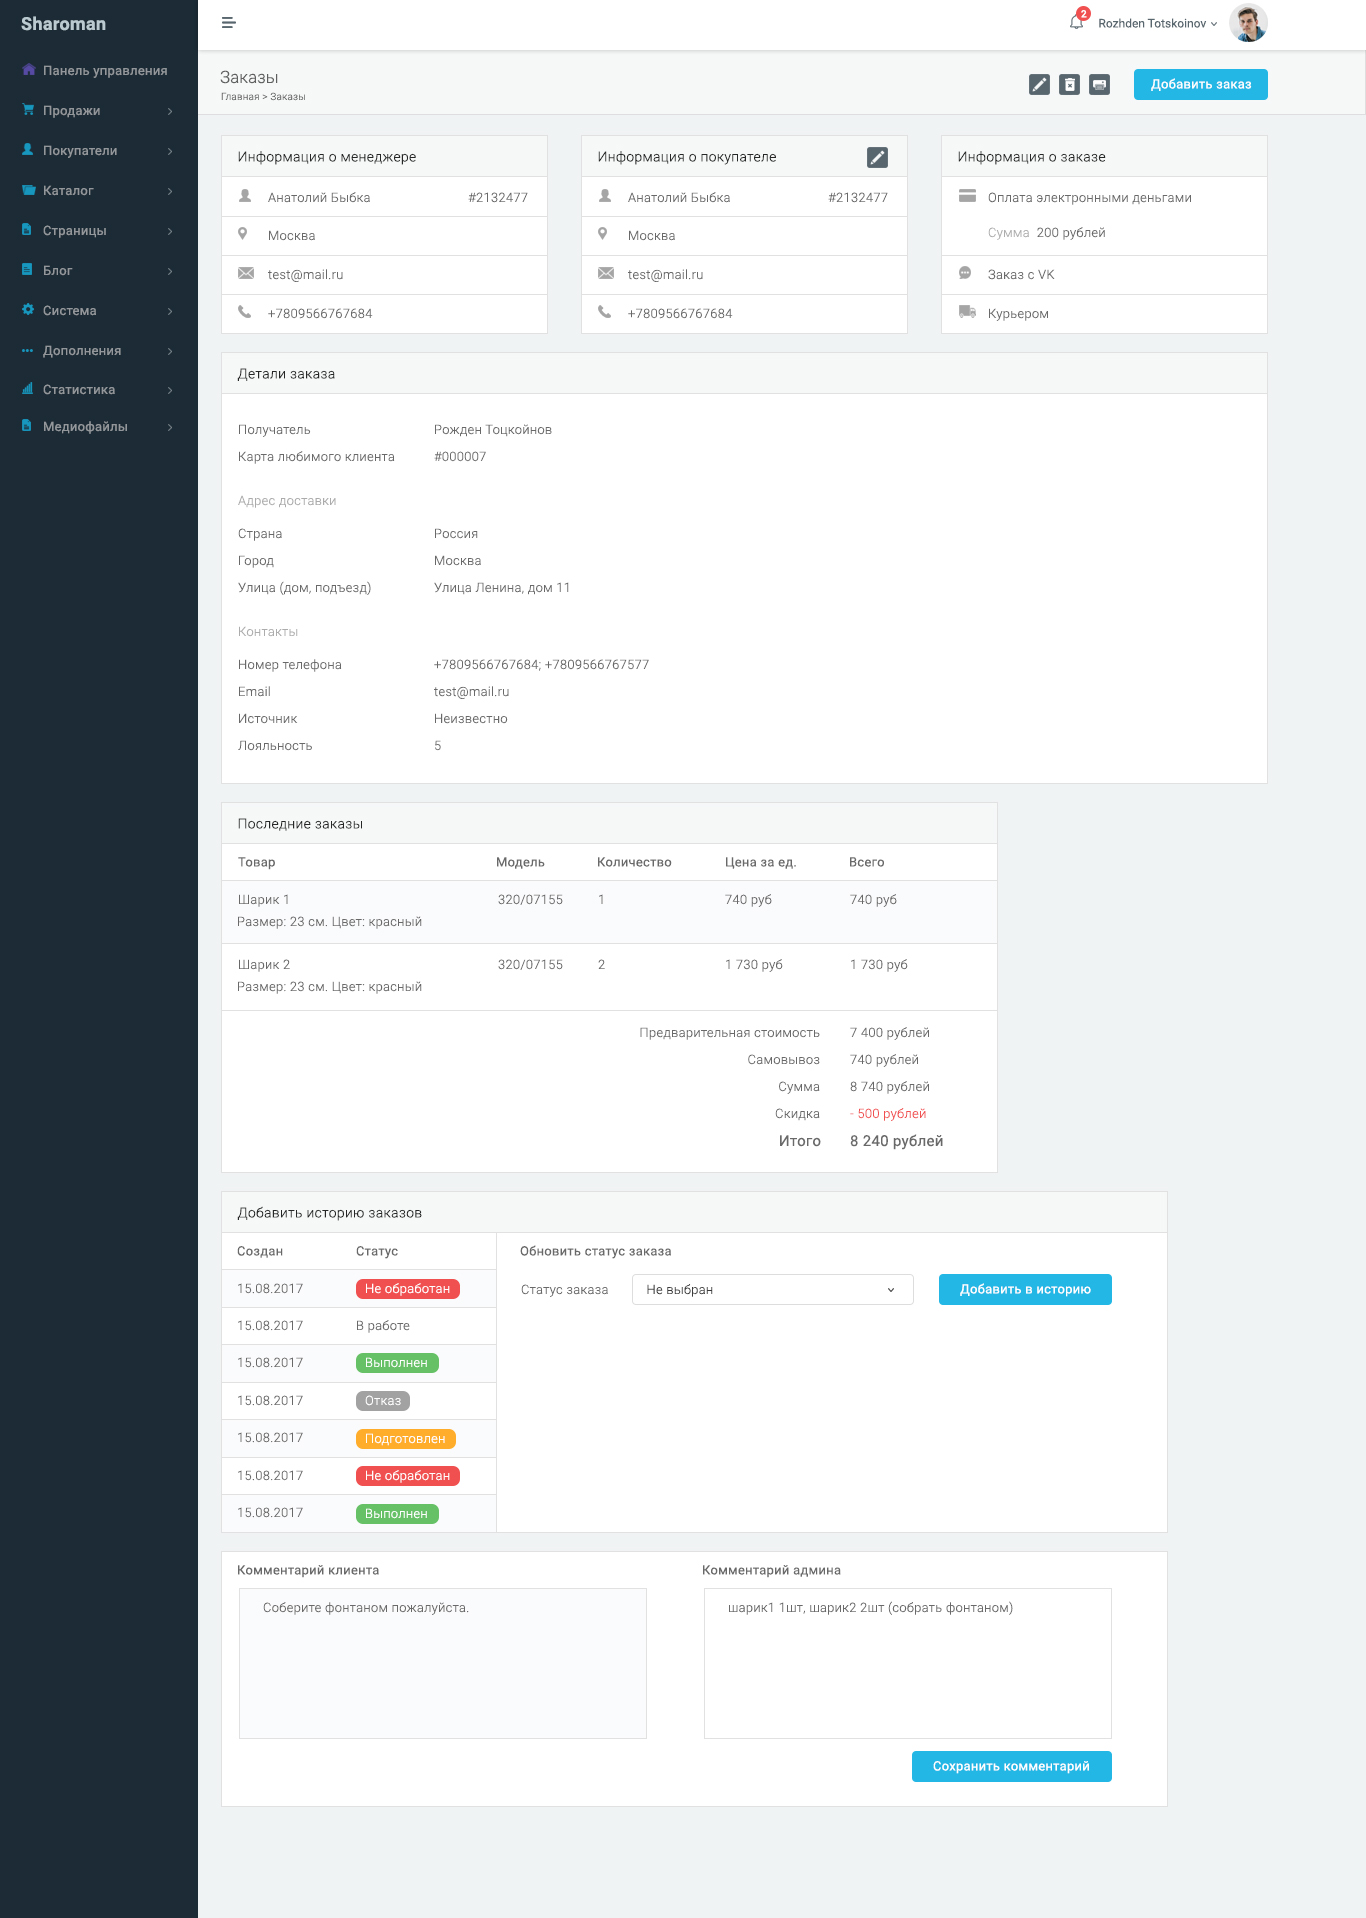 Sharoman
2
Rozhden Totskoinov
Панель управления
Продажи
Покупатели
Каталог
Страницы
Блог
Система
Дополнения
Статистика
Медиофайлы
Заказы
Главная > Заказы
Добавить заказ
Информация о менеджере
Анатолий Быбка #2132477
Москва
test@mail.ru
+7809566767684
Информация о покупателе
Анатолий Быбка #2132477
Москва
test@mail.ru
+7809566767684
Информация о заказе
Оплата электронными деньгами
Сумма 200 рублей
Заказ с VK
Курьером
Детали заказа
Получатель Рожден Тоцкойнов
Карта любимого клиента #000007
Адрес доставки
Страна Россия
Город Москва
Улица (дом, подъезд) Улица Ленина, дом 11
Контакты
Номер телефона +7809566767684; +7809566767577
Email test@mail.ru
Источник Неизвестно
Лояльность 5
Последние заказы
Товар Модель Количество Цена за ед. Всего
Шарик 1 320/07155 1 740 руб 740 руб
Размер: 23 см. Цвет: красный
Шарик 2 320/07155 2 1 730 руб 1 730 руб
Размер: 23 см. Цвет: красный
Предварительная стоимость 7 400 рублей
Самовывоз 740 рублей
Сумма 8 740 рублей
Скидка - 500 рублей
Итого 8 240 рублей
Добавить историю заказов
Создан Статус
15.08.2017 Не обработан
15.08.2017 В работе
15.08.2017 Выполнен
15.08.2017 Отказ
15.08.2017 Подготовлен
15.08.2017 Не обработан
15.08.2017 Выполнен
Обновить статус заказа
Статус заказа Не выбран Добавить в историю
Комментарий клиента
Соберите фонтаном пожалуйста.
Комментарий админа
шарик1 1шт, шарик2 2шт (собрать фонтаном)
Сохранить комментарий